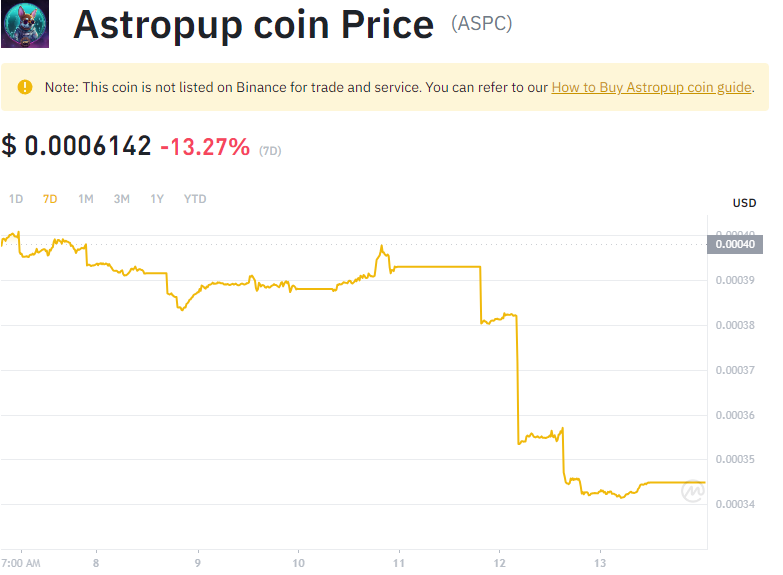 Astropup coin Price (ASPC)
Note: This coin is not listed on Binance for trade and service. You can refer to our How to Buy Astropup coin guide.
$ 0.0006142 -13.27% (7D)
1D 7D 1M 3M 1Y YTD
USD
0.00040
0.00040
0.00039
0.00038
0.00037
0.00036
0.00035
0.00034
7:00 AM 8 9 10 11 12 13